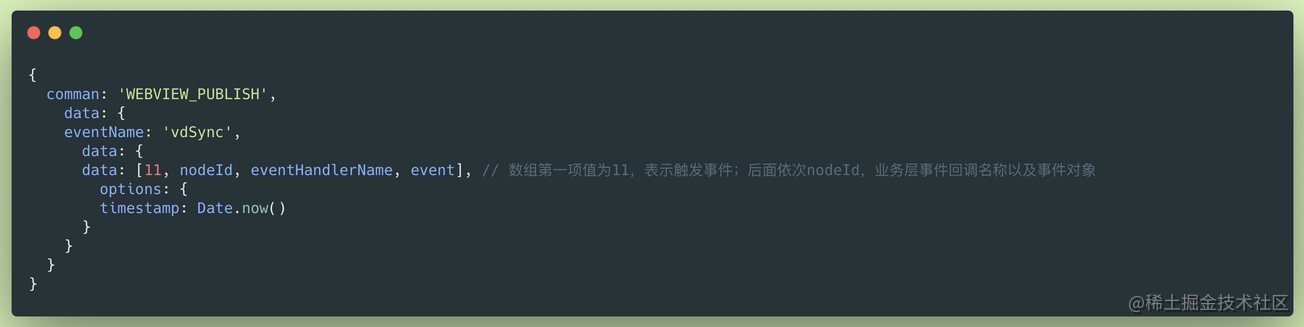 {
  comman: 'WEBVIEW_PUBLISH',
    data: {
    eventName: 'vdSync',
      data: {
      data: [11, nodeId, eventHandlerName, event], // 数组第一项值为11，表示触发事件；后面依次nodeId，业务层事件回调名称以及事件对象
        options: {
        timestamp: Date.now()
      }
    }
  }
}
@稀土掘金技术社区